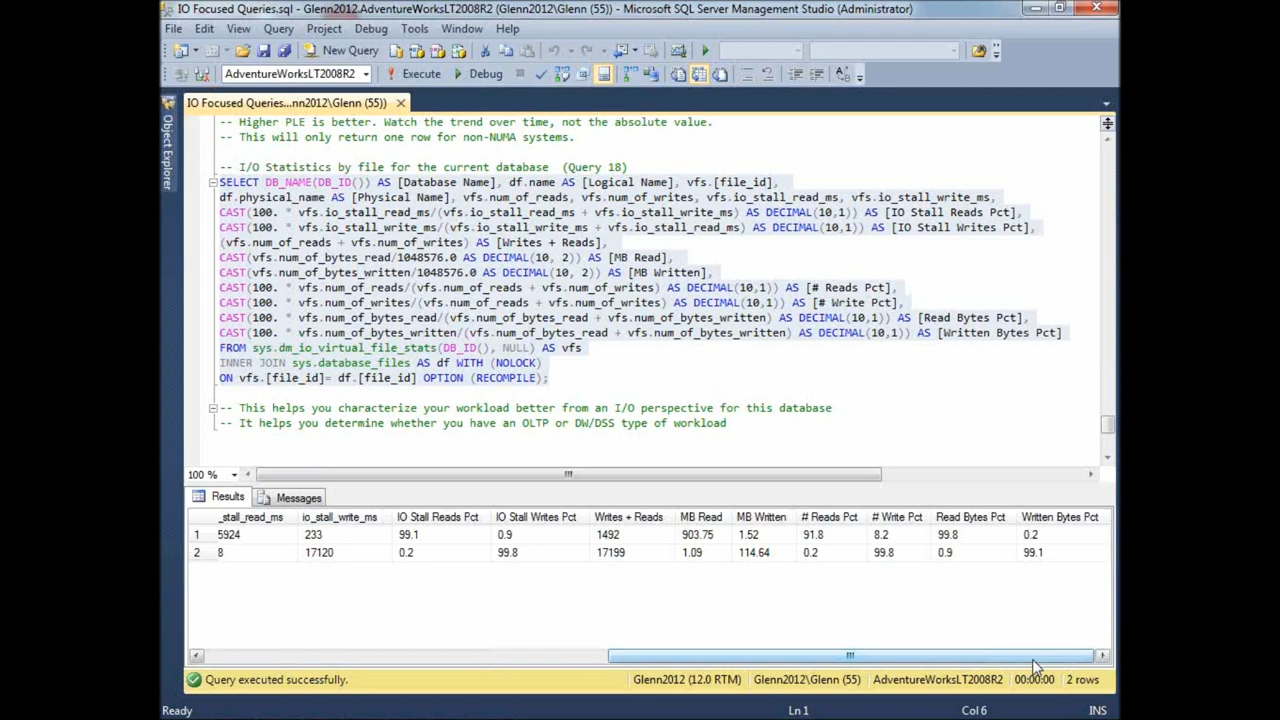 IO Focused Queries.sql - Glenn2012.AdventureWorksLT2008R2 (Glenn2012\Glenn (55)) - Microsoft SQL Server Management Studio (Administrator)
File Edit View Query Project Debug Tools Window Help
New Query
AdventureWorksLT2008R2 Execute Debug
IO Focused Queries...nn2012\Glenn (55))
Object Explorer
-- Higher PLE is better. Watch the trend over time, not the absolute value.
-- This will only return one row for non-NUMA systems.
-- I/O Statistics by file for the current database  (Query 18)
SELECT DB_NAME(DB_ID()) AS [Database Name], df.name AS [Logical Name], vfs.[file_id],
df.physical_name AS [Physical Name], vfs.num_of_reads, vfs.num_of_writes, vfs.io_stall_read_ms, vfs.io_stall_write_ms,
CAST(100. * vfs.io_stall_read_ms/(vfs.io_stall_read_ms + vfs.io_stall_write_ms) AS DECIMAL(10,1)) AS [IO Stall Reads Pct],
CAST(100. * vfs.io_stall_write_ms/(vfs.io_stall_write_ms + vfs.io_stall_read_ms) AS DECIMAL(10,1)) AS [IO Stall Writes Pct],
(vfs.num_of_reads + vfs.num_of_writes) AS [Writes + Reads],
CAST(vfs.num_of_bytes_read/1048576.0 AS DECIMAL(10, 2)) AS [MB Read],
CAST(vfs.num_of_bytes_written/1048576.0 AS DECIMAL(10, 2)) AS [MB Written],
CAST(100. * vfs.num_of_reads/(vfs.num_of_reads + vfs.num_of_writes) AS DECIMAL(10,1)) AS [# Reads Pct],
CAST(100. * vfs.num_of_writes/(vfs.num_of_reads + vfs.num_of_writes) AS DECIMAL(10,1)) AS [# Write Pct],
CAST(100. * vfs.num_of_bytes_read/(vfs.num_of_bytes_read + vfs.num_of_bytes_written) AS DECIMAL(10,1)) AS [Read Bytes Pct],
CAST(100. * vfs.num_of_bytes_written/(vfs.num_of_bytes_read + vfs.num_of_bytes_written) AS DECIMAL(10,1)) AS [Written Bytes Pct]
FROM sys.dm_io_virtual_file_stats(DB_ID(), NULL) AS vfs
INNER JOIN sys.database_files AS df WITH (NOLOCK)
ON vfs.[file_id]= df.[file_id] OPTION (RECOMPILE);
-- This helps you characterize your workload better from an I/O perspective for this database
-- It helps you determine whether you have an OLTP or DW/DSS type of workload
100 %
Results Messages
_stall_read_ms io_stall_write_ms IO Stall Reads Pct IO Stall Writes Pct Writes + Reads MB Read MB Written # Reads Pct # Write Pct Read Bytes Pct Written Bytes Pct
1 5924 233 99.1 0.9 1492 903.75 1.52 91.8 8.2 99.8 0.2
2 8 17120 0.2 99.8 17199 1.09 114.64 0.2 99.8 0.9 99.1
Query executed successfully. Glenn2012 (12.0 RTM) Glenn2012\Glenn (55) AdventureWorksLT2008R2 00:00:00 2 rows
Ready Ln 1 Col 6 INS